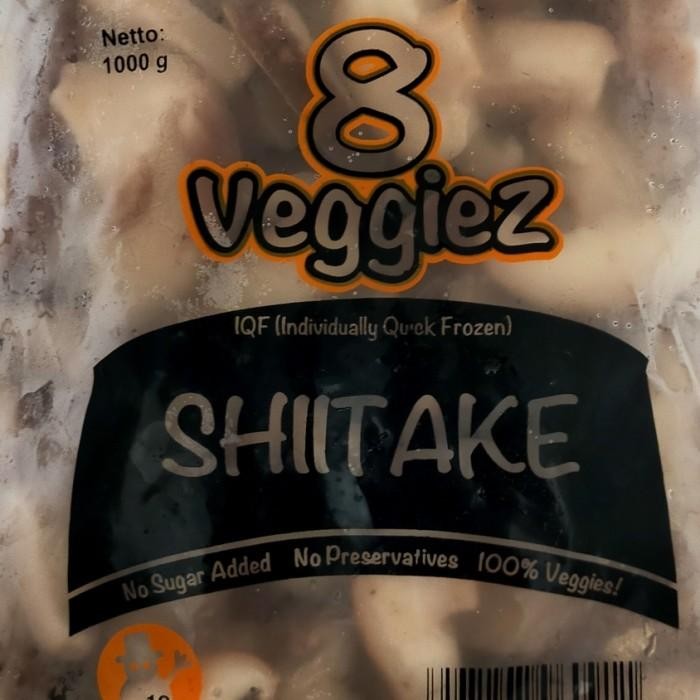 Netto:
1000 g
8
Veggiez
IQF (Individually Quick Frozen)
SHIITAKE
No Sugar Added No Preservatives 100% Veggies!